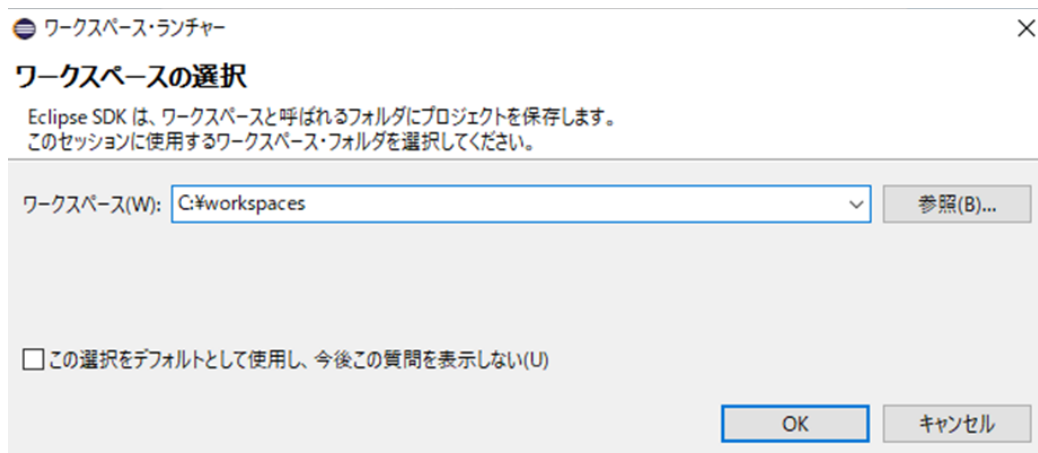 ワークスペース・ランチャー
ワークスペースの選択
Eclipse SDK は、ワークスペースと呼ばれるフォルダにプロジェクトを保存します。
このセッションに使用するワークスペース・フォルダを選択してください。
ワークスペース(W): C:¥workspaces 参照(B)...
この選択をデフォルトとして使用し、今後この質問を表示しない(U)
OK キャンセル